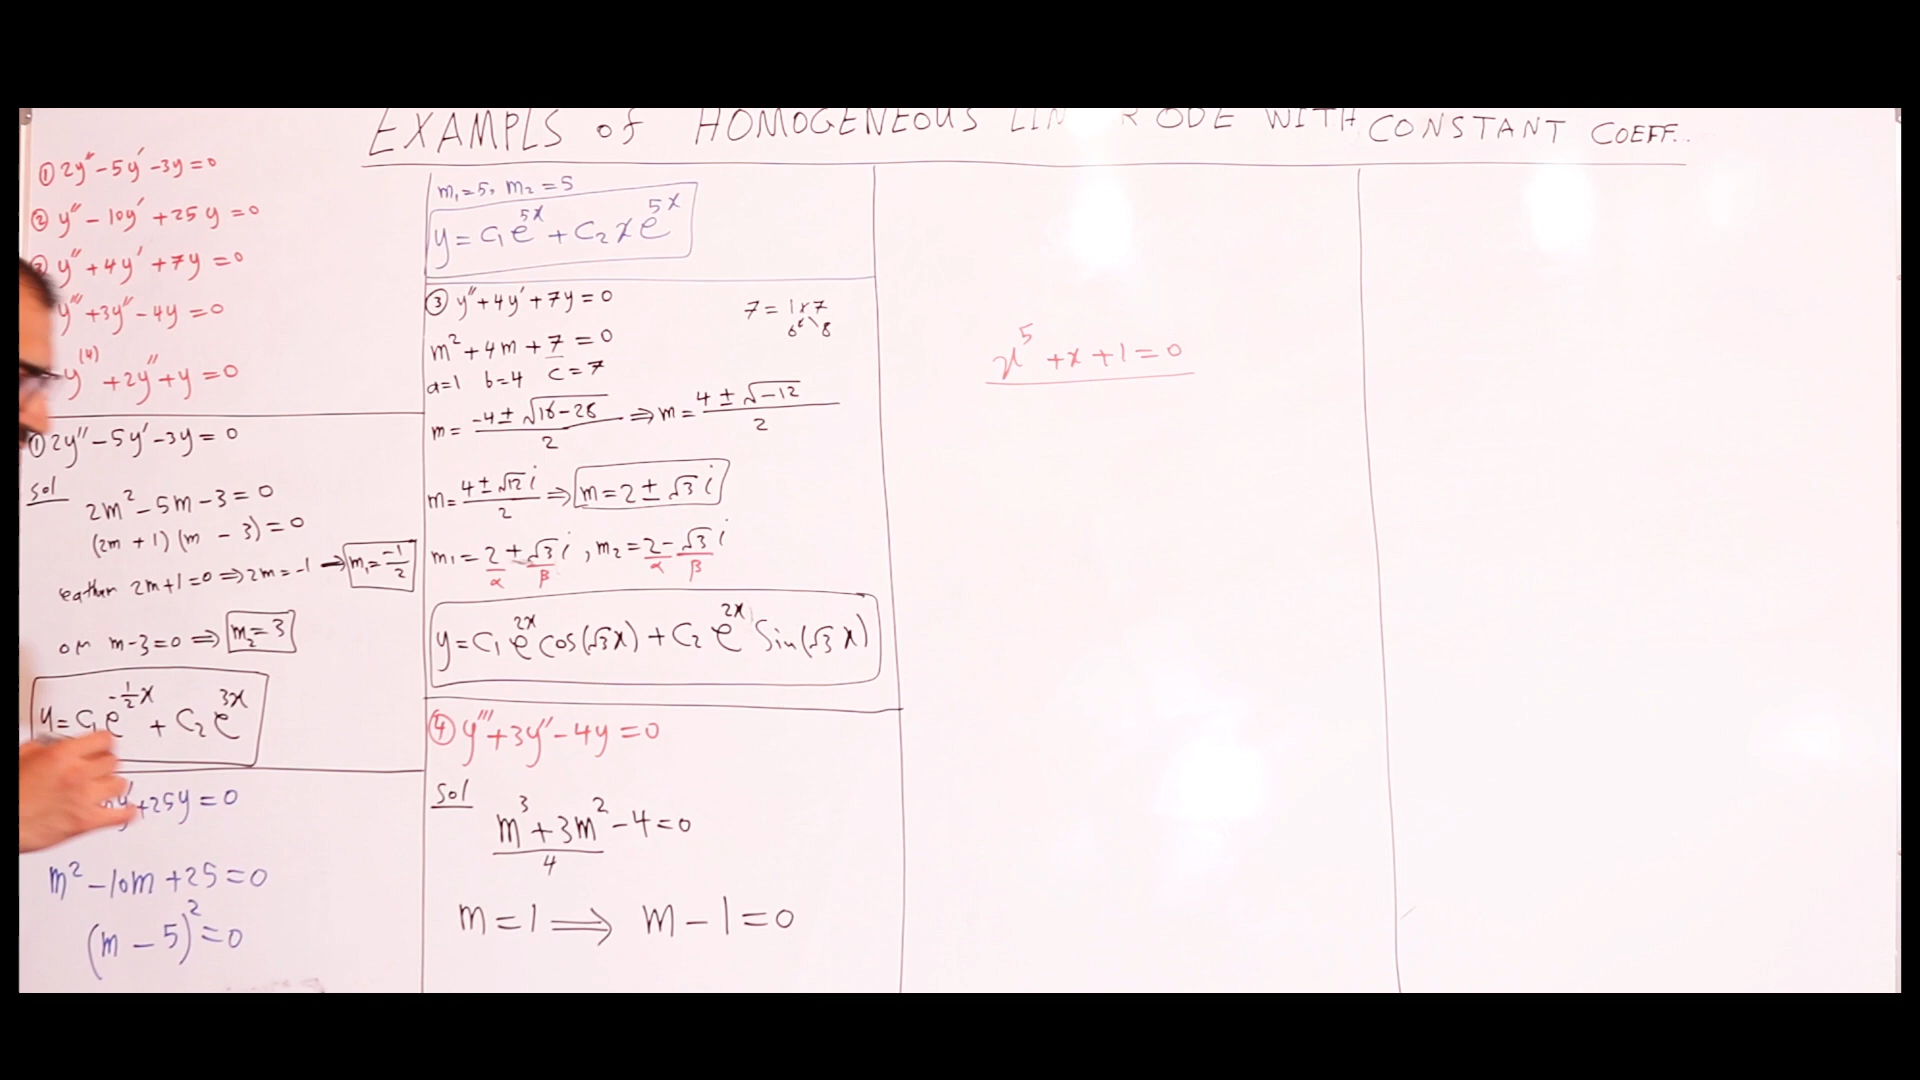 EXAMPLS of HOMOGENEOUS LIN R ODE WITH CONSTANT COEFF..
① 2y'' - 5y' - 3y = 0
② y'' - 10y' + 25y = 0
y'' + 4y' + 7y = 0
y''' + 3y'' - 4y = 0
y⁽⁴⁾ + 2y'' + y = 0
① 2y'' - 5y' - 3y = 0
Sol
2m² - 5m - 3 = 0
(2m + 1)(m - 3) = 0
eather 2m + 1 = 0 ⇒ 2m = -1 → m₁ = -1/2
or m - 3 = 0 ⇒ m₂ = 3
y = C₁e^(-½x) + C₂e^(3x)
y' + 25y = 0
m² - 10m + 25 = 0
(m - 5)² = 0
m₁ = 5, m₂ = 5
y = C₁e^(5x) + C₂xe^(5x)
③ y'' + 4y' + 7y = 0
7 = 1x7
6 8
m² + 4m + 7 = 0
a=1 b=4 c=7
m = (-4 ± √(16-28))/2 ⇒ m = (4 ± √-12)/2
m = (4 ± √12 i)/2 ⇒ m = 2 ± √3 i
m₁ = 2 + √3 i, m₂ = 2 - √3 i
α β α β
y = C₁e^(2x) cos(√3x) + C₂e^(2x) Sin(√3x)
④ y''' + 3y'' - 4y = 0
Sol
m³ + 3m² - 4 = 0
4
m = 1 ⟹ m - 1 = 0
x⁵ + x + 1 = 0